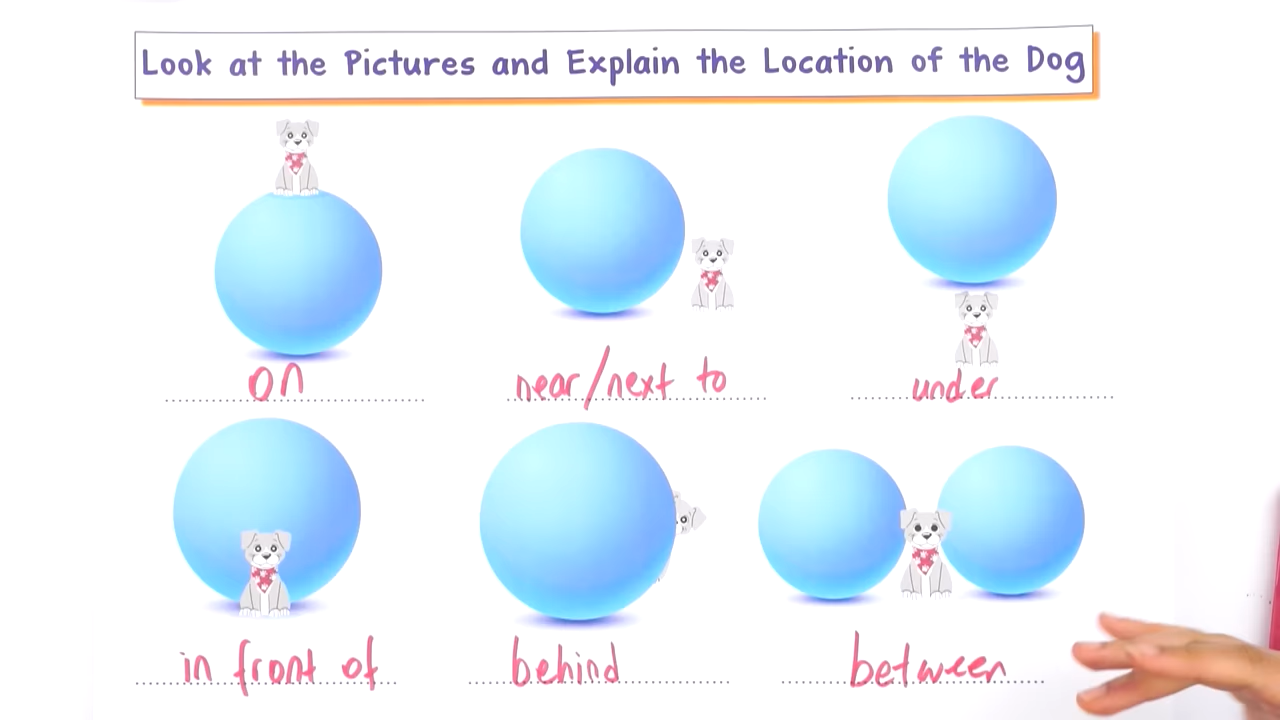 Look at the Pictures and Explain the Location of the Dog
on
near/next to
under
in front of
behind
between